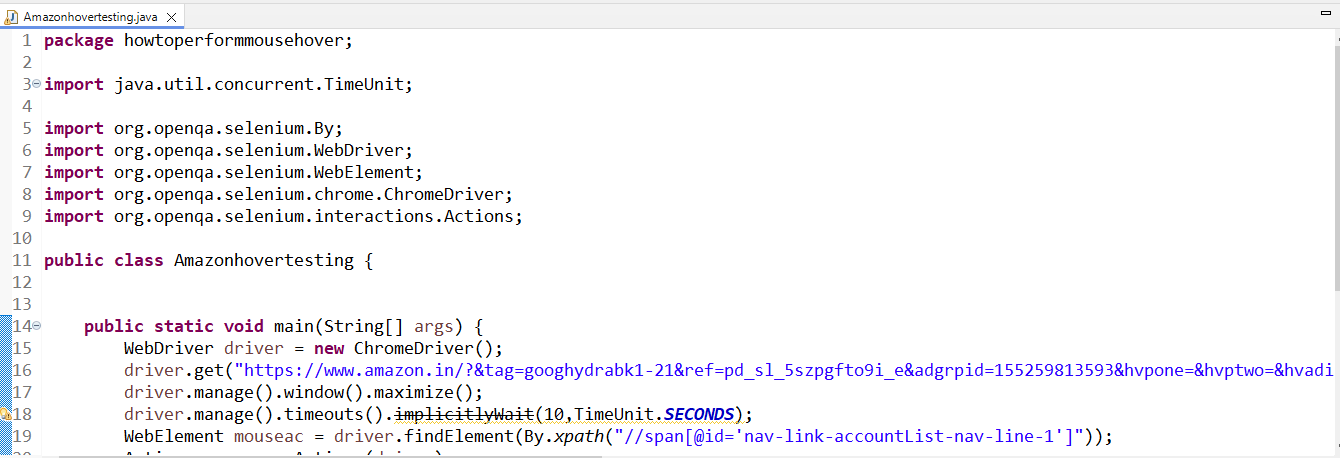 Amazonhovertesting.java
1 package howtoperformmousehover;
2
3 import java.util.concurrent.TimeUnit;
4
5 import org.openqa.selenium.By;
6 import org.openqa.selenium.WebDriver;
7 import org.openqa.selenium.WebElement;
8 import org.openqa.selenium.chrome.ChromeDriver;
9 import org.openqa.selenium.interactions.Actions;
10
11 public class Amazonhovertesting {
12
13
14 public static void main(String[] args) {
15 WebDriver driver = new ChromeDriver();
16 driver.get("https://www.amazon.in/?&tag=googhydrabk1-21&ref=pd_sl_5szpgfto9i_e&adgrpid=155259813593&hvpone=&hvptwo=&hvadi
17 driver.manage().window().maximize();
18 driver.manage().timeouts().implicitlyWait(10,TimeUnit.SECONDS);
19 WebElement mouseac = driver.findElement(By.xpath("//span[@id='nav-link-accountList-nav-line-1']"));